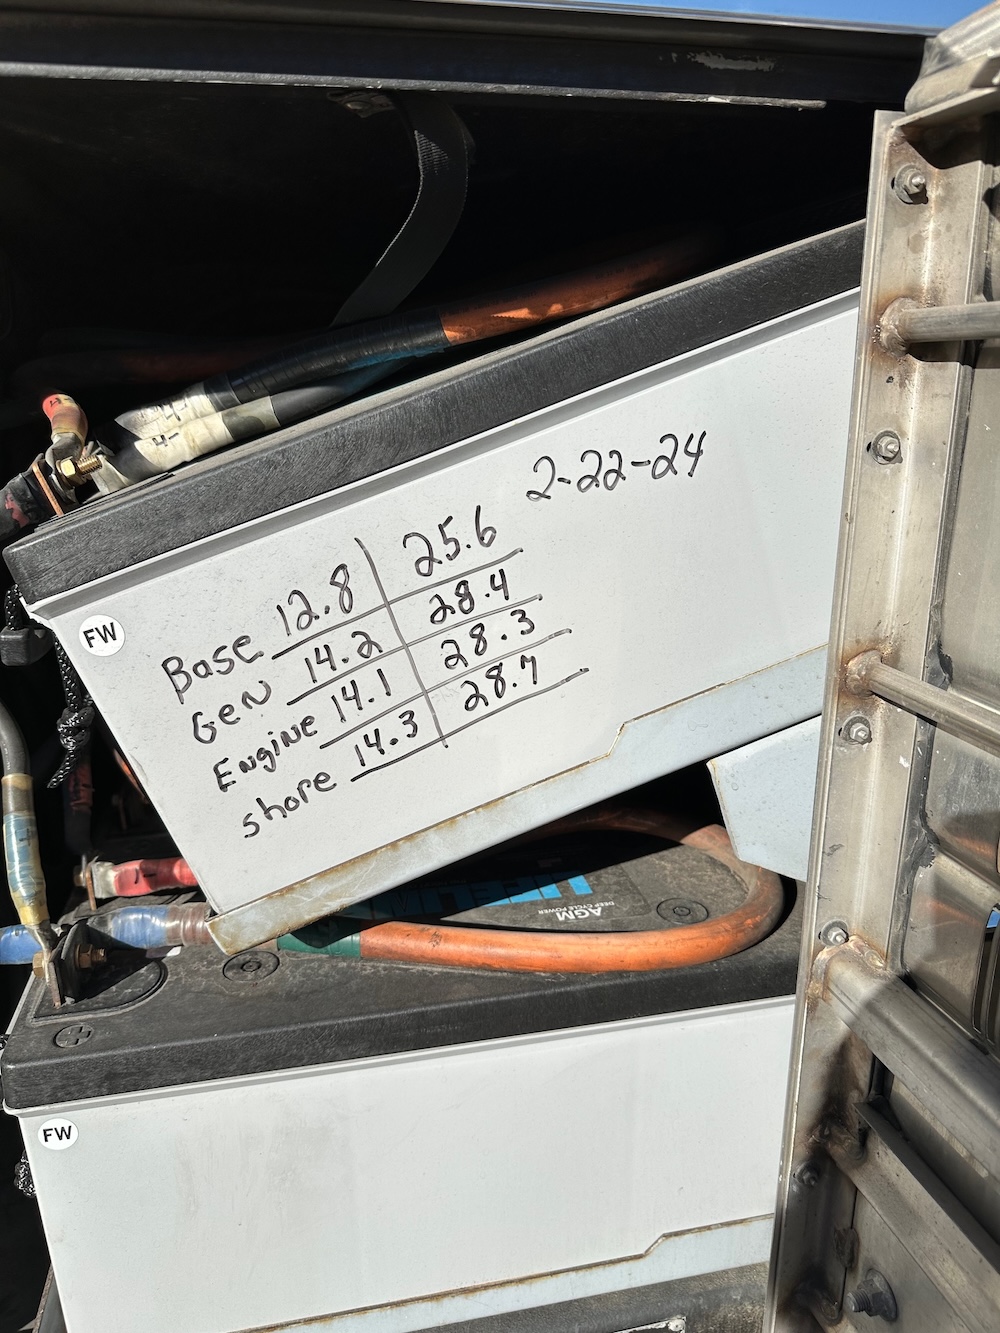 2-22-24
Base 12.8 25.6
GeN 14.2 28.4
Engine 14.1 28.3
shore 14.3 28.7
FW
AGM
DEEP CYCLE POWER
FW